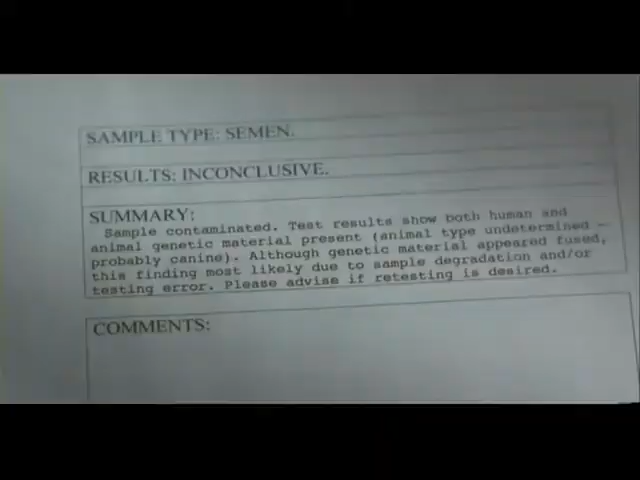 SAMPLE TYPE: SEMEN.
RESULTS: INCONCLUSIVE.
SUMMARY:
Sample contaminated. Test results show both human and
animal genetic material present (animal type undetermined -
probably canine). Although genetic material appeared fused,
this finding most likely due to sample degradation and/or
testing error. Please advise if retesting is desired.
COMMENTS: